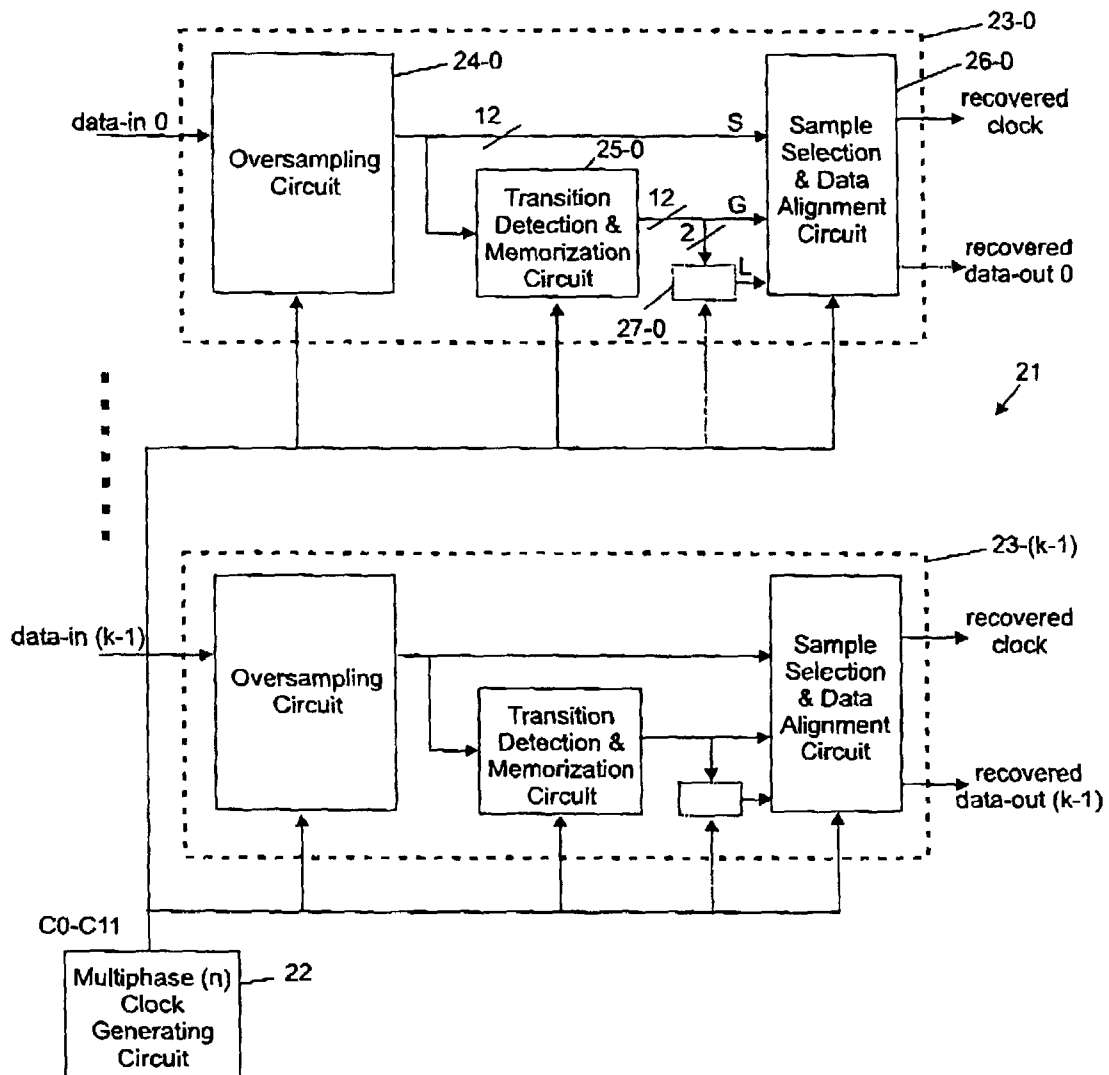 23-0
24-0
26-0
data-in 0
12
S
recovered
clock
Oversampling
Circuit
25-0
Sample
Selection
& Data
Alignment
Circuit
Transition
Detection &
Memorization
Circuit
12
G
2
L
recovered
data-out 0
27-0
21
23-(k-1)
data-in (k-1)
recovered
clock
Oversampling
Circuit
Sample
Selection
& Data
Alignment
Circuit
Transition
Detection &
Memorization
Circuit
recovered
data-out (k-1)
C0-C11
22
Multiphase (n)
Clock
Generating
Circuit